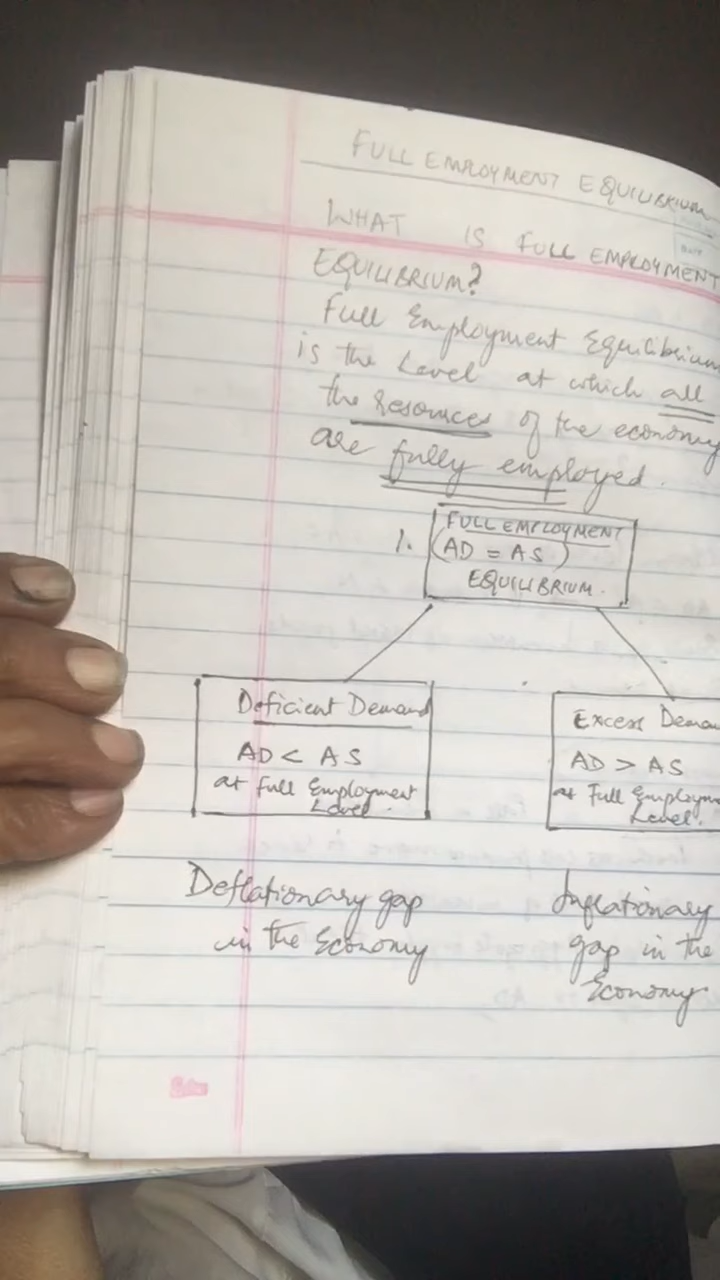 FULL EMPLOYMENT EQUILIBRIUM
WHAT IS FULL EMPLOYMENT
EQUILIBRIUM?
Full Employment Equilibrium
is the Level at which all
the resources of the economy
are fully employed.
1. FULL EMPLOYMENT
(AD = AS)
EQUILIBRIUM.
Deficient Demand
AD < AS
at Full Employment
Level.
Excess Deman
AD > AS
at Full Employm
Level.
Deflationary gap
in the Economy
Inflationary
gap in the
Economy